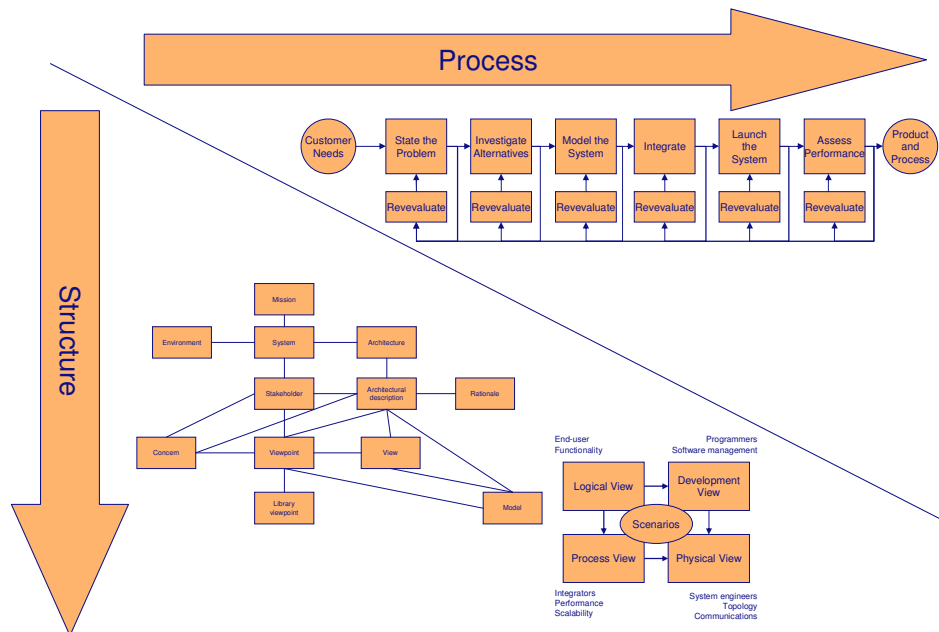 Process
Customer
Needs
State the
Problem
Investigate
Alternatives
Model the
System
Integrate
Launch
the
System
Assess
Performance
Product
and
Process
Revevaluate
Revevaluate
Revevaluate
Revevaluate
Revevaluate
Revevaluate
Structure
Mission
Environment
System
Architecture
Stakeholder
Architectural
description
Rationale
Concern
Viewpoint
View
Library
viewpoint
Model
End-user
Functionality
Programmers
Software management
Logical View
Development
View
Scenarios
Process View
Physical View
Integrators
Performance
Scalability
System engineers
Topology
Communications